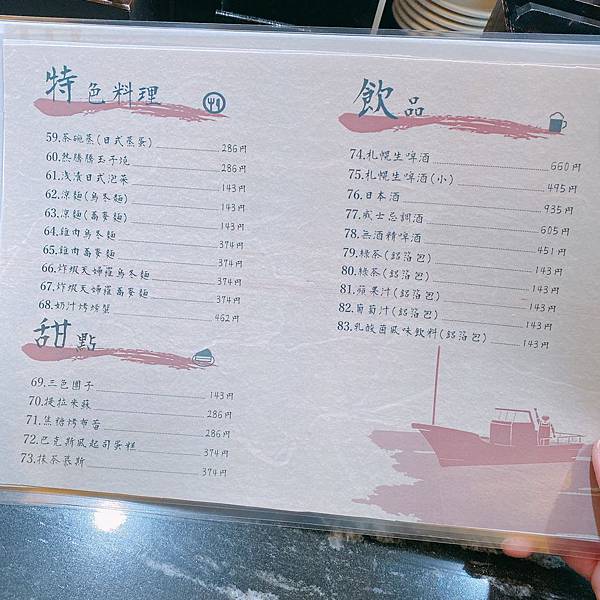 特色料理
59.茶碗蒸(日式蒸蛋) 286円
60.熱騰騰玉子燒 286円
61.淺漬日式泡菜 143円
62.涼麵(烏冬麵) 143円
63.涼麵(蕎麥麵) 143円
64.雞肉烏冬麵 374円
65.雞肉蕎麥麵 374円
66.炸蝦天婦羅烏冬麵 374円
67.炸蝦天婦羅蕎麥麵 374円
68.奶汁烤螃蟹 462円
甜點
69.三色團子 143円
70.提拉米蘇 286円
71.焦糖烤布蕾 286円
72.巴克斯風起司蛋糕 374円
73.抹茶慕斯 374円
飲品
74.札幌生啤酒 660円
75.札幌生啤酒(小) 495円
76.日本酒 935円
77.威士忌調酒 605円
78.無酒精啤酒 451円
79.綠茶(鋁箔包) 143円
80.綠茶(鋁箔包) 143円
81.蘋果汁(鋁箔包) 143円
82.葡萄汁(鋁箔包) 143円
83.乳酸菌風味飲料(鋁箔包) 143円